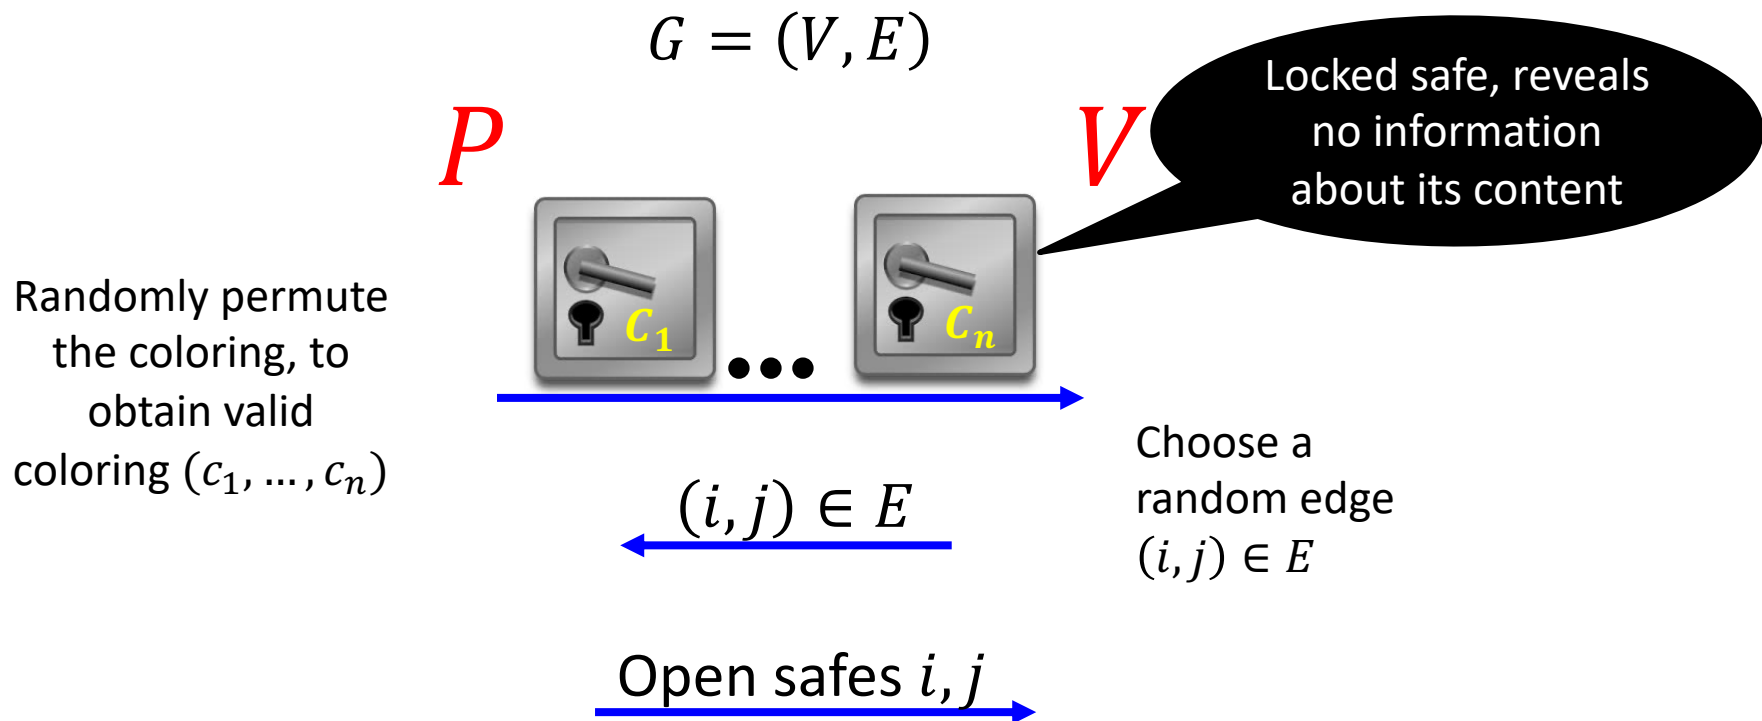 G = (V, E)
P
V
Locked safe, reveals
no information
about its content
C₁
•••
Cₙ
Randomly permute
the coloring, to
obtain valid
coloring (c₁, … , cₙ)
Choose a
random edge
(i, j) ∈ E
(i, j) ∈ E
Open safes i, j